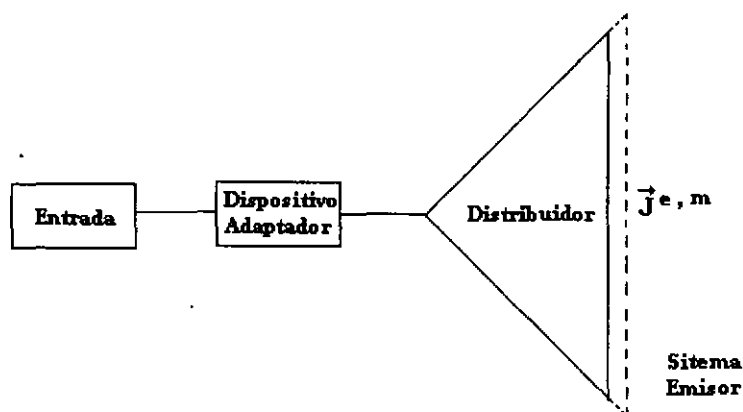 Entrada
Dispositivo
Adaptador
Distribuidor
J⃗ e, m
Sitema
Emisor